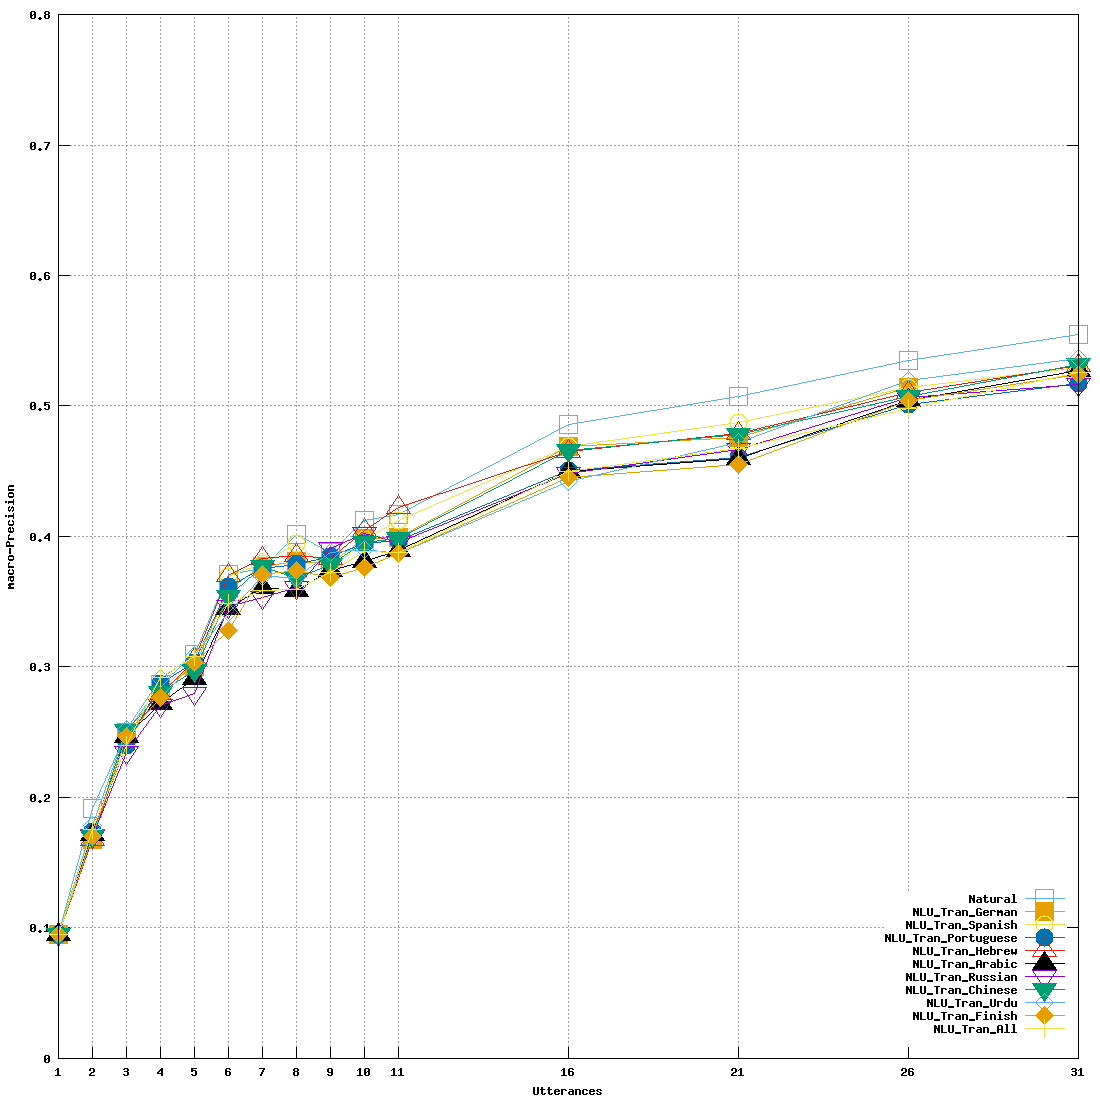 0.8
0.7
0.6
0.5
0.4
0.3
0.2
0.1
0
macro-Precision
Natural
NLU_Tran_German
NLU_Tran_Spanish
NLU_Tran_Portuguese
NLU_Tran_Hebrew
NLU_Tran_Arabic
NLU_Tran_Russian
NLU_Tran_Chinese
NLU_Tran_Urdu
NLU_Tran_Finish
NLU_Tran_All
1 2 3 4 5 6 7 8 9 10 11 16 21 26 31
Utterances